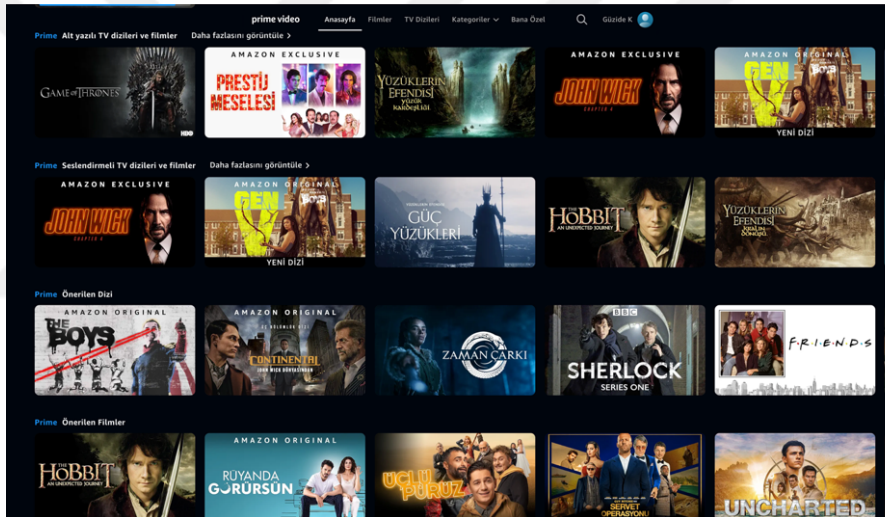 prime video Anasayfa Filmler TV Dizileri Kategoriler Bana Özel Güzide K
Prime Alt yazılı TV dizileri ve filmler Daha fazlasını görüntüle >
GAME OF THRONES
HBO
AMAZON EXCLUSIVE
PRESTİJ
MESELESİ
YÜZÜKLERİN
EFENDİSİ
YÜZÜK
KARDEŞLİĞİ
AMAZON EXCLUSIVE
JOHN WICK
CHAPTER 4
AMAZON ORIGINAL
GEN V
THE BOYS
YENİ DİZİ
Prime Seslendirmeli TV dizileri ve filmler Daha fazlasını görüntüle >
AMAZON EXCLUSIVE
JOHN WICK
CHAPTER 4
AMAZON ORIGINAL
GEN V
THE BOYS
YENİ DİZİ
GÜÇ
YÜZÜKLERİ
THE
HOBBIT
AN UNEXPECTED JOURNEY
YÜZÜKLERİN
EFENDİSİ
KRALIN
DÖNÜŞÜ
Prime Önerilen Dizi
AMAZON ORIGINAL
THE
BOYS
AMAZON ORIGINAL
CONTINENTAL
JOHN WICK DÜNYASINDAN
ZAMAN ÇARKI
BBC
SHERLOCK
SERIES ONE
F·R·I·E·N·D·S
Prime Önerilen Filmler
THE
HOBBIT
AN UNEXPECTED JOURNEY
AMAZON ORIGINAL
RÜYANDA
GÖRÜRSÜN
ÜÇLÜ
PÜRÜZ
SERVET
OPERASYONU
UNCHARTED